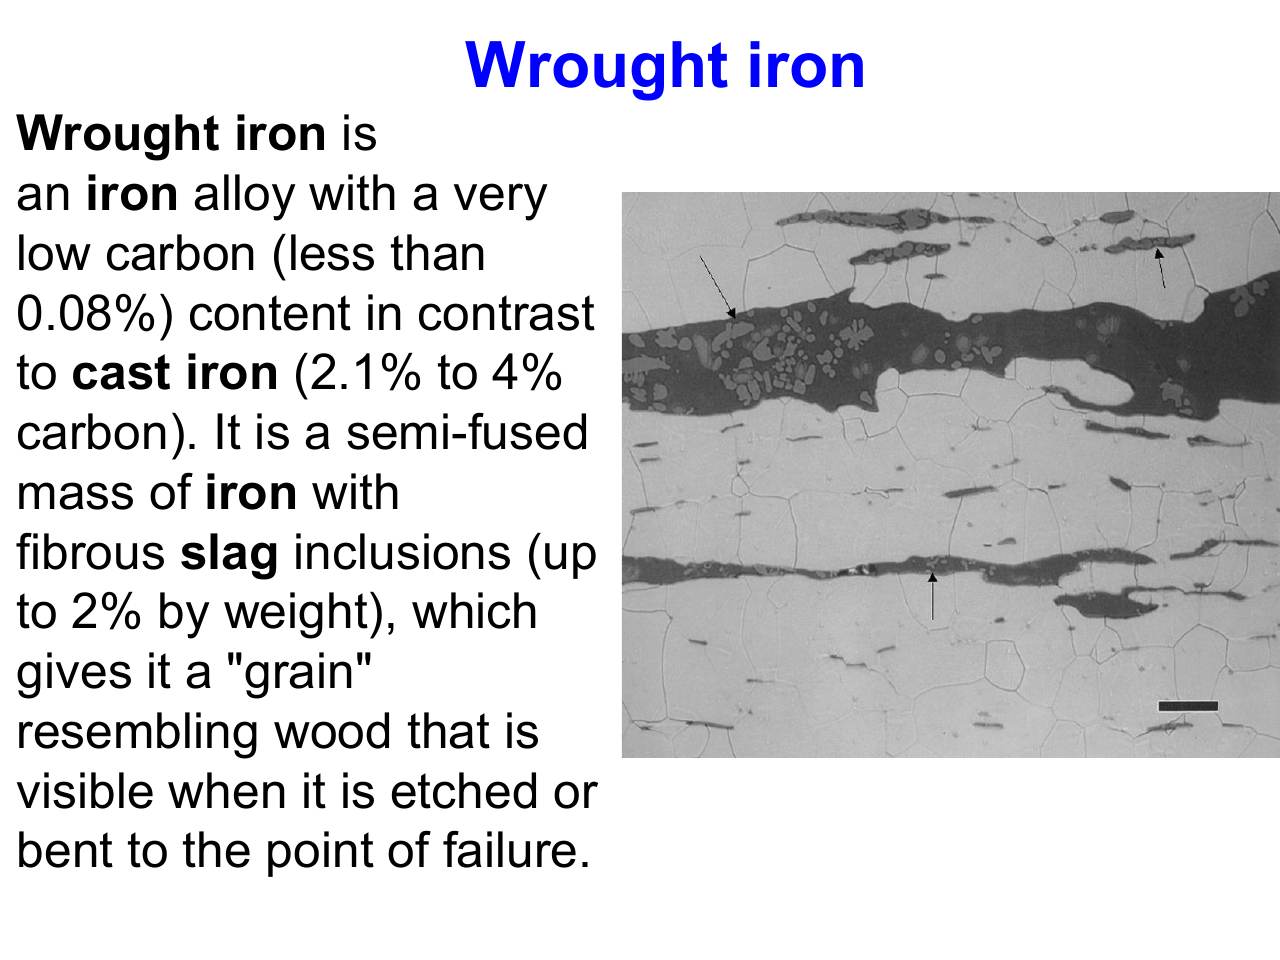 Wrought iron
Wrought iron is
an iron alloy with a very
low carbon (less than
0.08%) content in contrast
to cast iron (2.1% to 4%
carbon). It is a semi-fused
mass of iron with
fibrous slag inclusions (up
to 2% by weight), which
gives it a "grain"
resembling wood that is
visible when it is etched or
bent to the point of failure.